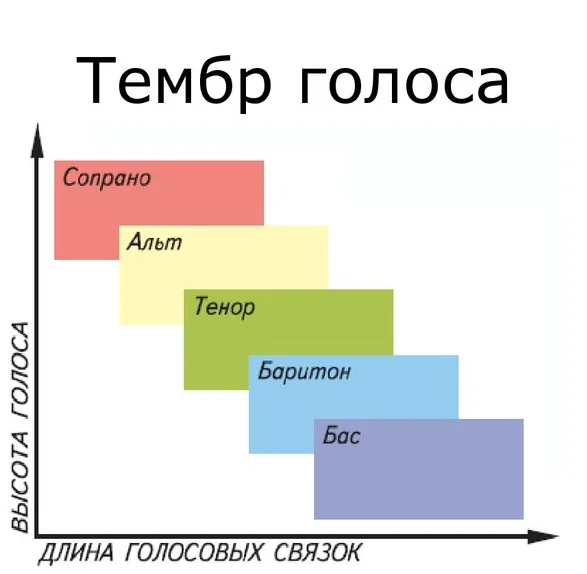 Тембр голоса
Сопрано
Альт
Тенор
Баритон
Бас
ВЫСОТА ГОЛОСА
ДЛИНА ГОЛОСОВЫХ СВЯЗОК